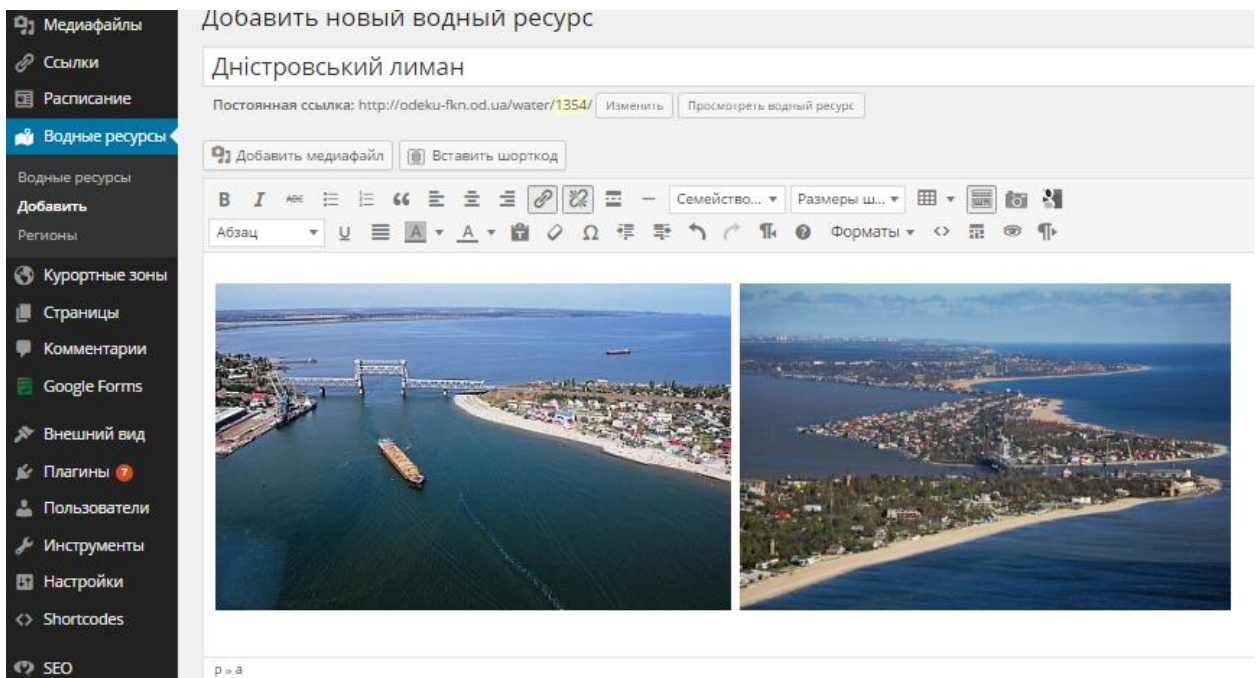 Медиафайлы
Ссылки
Расписание
Водные ресурсы
Водные ресурсы
Добавить
Регионы
Курортные зоны
Страницы
Комментарии
Google Forms
Внешний вид
Плагины 7
Пользователи
Инструменты
Настройки
Shortcodes
SEO
Добавить новый водный ресурс
Дністровський лиман
Постоянная ссылка: http://odeku-fkn.od.ua/water/1354/ Изменить Просмотреть водный ресурс
Добавить медиафайл Вставить шорткод
B I ABC Семейство... Размеры ш...
Абзац U A A T Ω Форматы
p » a